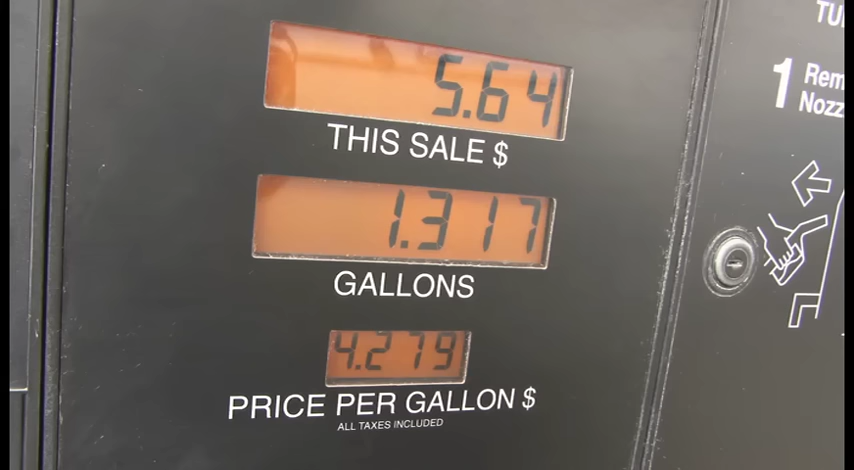 5.64
THIS SALE $
1.317
GALLONS
4.279
PRICE PER GALLON $
ALL TAXES INCLUDED
1